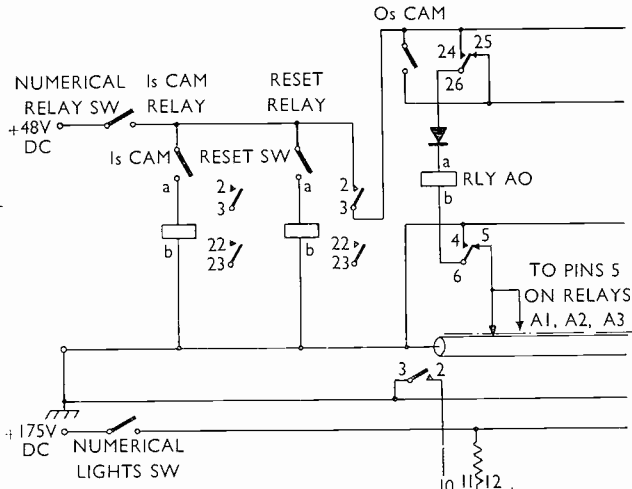 Os CAM
24
25
26
NUMERICAL
RELAY SW
Is CAM
RELAY
RESET
RELAY
+48V
DC
Is CAM
RESET SW
a
a
2
3
2
3
a
RLY AO
b
b
b
22
23
22
23
4
5
6
TO PINS 5
ON RELAYS
A1, A2, A3
3
2
+175V
DC
NUMERICAL
LIGHTS SW
10
11
12